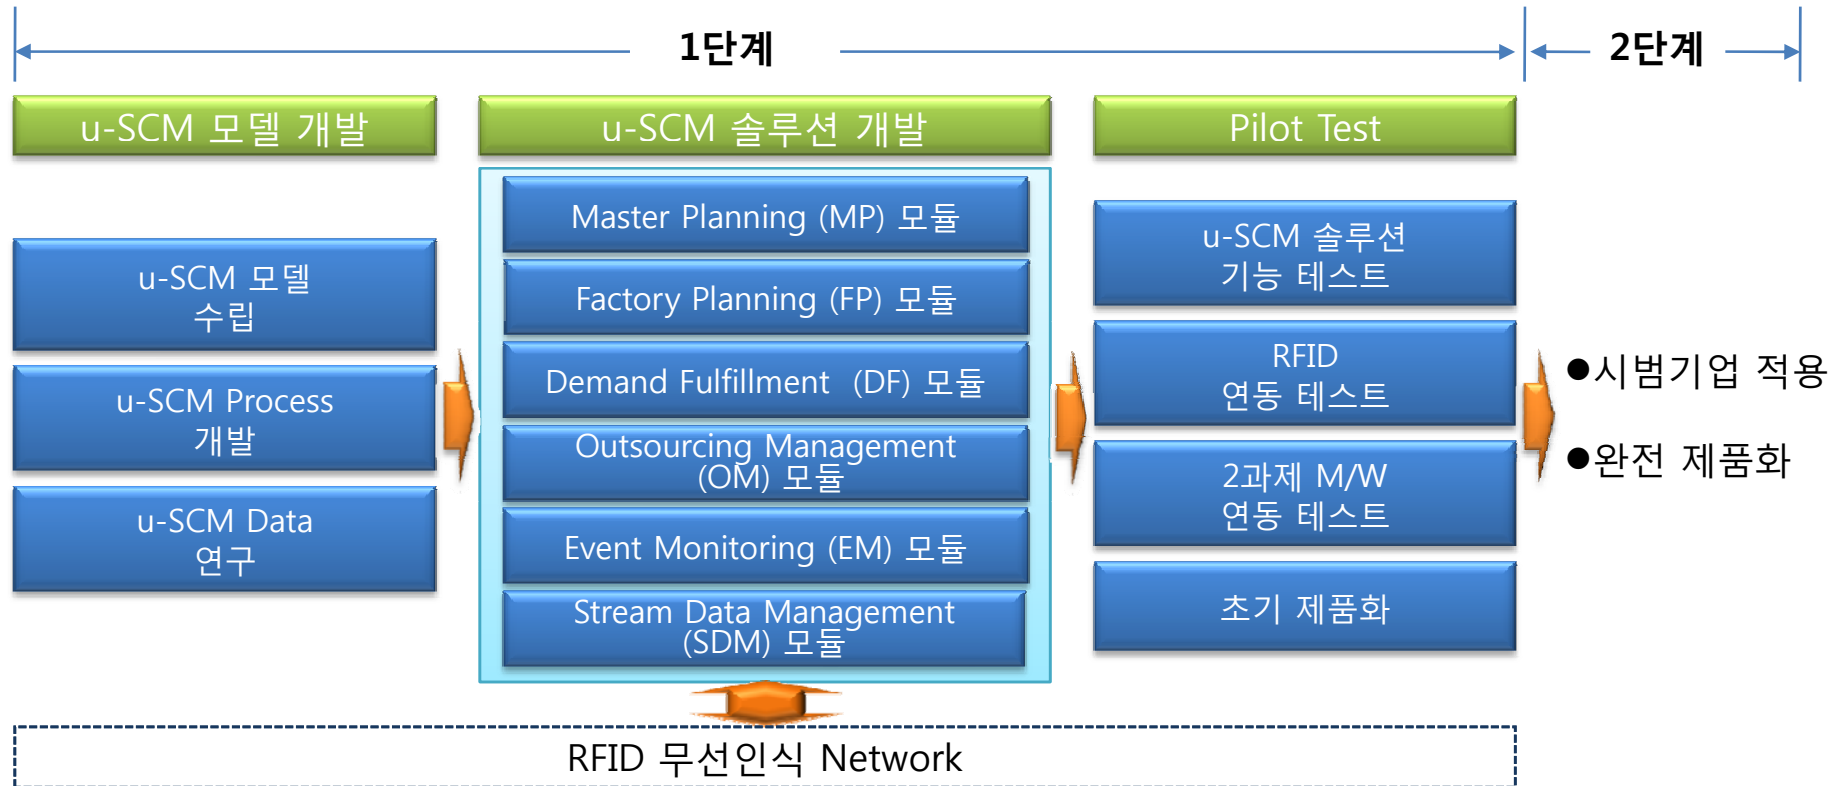 1단계
2단계
u-SCM 모델 개발
u-SCM 모델
수립
u-SCM Process
개발
u-SCM Data
연구
u-SCM 솔루션 개발
Master Planning (MP) 모듈
Factory Planning (FP) 모듈
Demand Fulfillment (DF) 모듈
Outsourcing Management
(OM) 모듈
Event Monitoring (EM) 모듈
Stream Data Management
(SDM) 모듈
Pilot Test
u-SCM 솔루션
기능 테스트
RFID
연동 테스트
2과제 M/W
연동 테스트
초기 제품화
●시범기업 적용
●완전 제품화
RFID 무선인식 Network